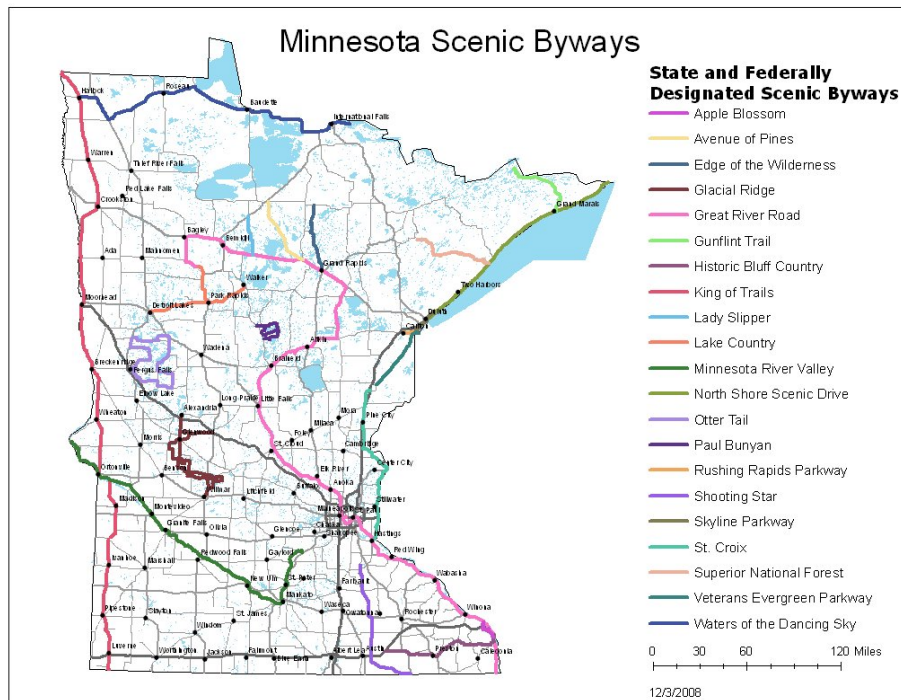 Minnesota Scenic Byways
State and Federally
Designated Scenic Byways
Apple Blossom
Avenue of Pines
Edge of the Wilderness
Glacial Ridge
Great River Road
Gunflint Trail
Historic Bluff Country
King of Trails
Lady Slipper
Lake Country
Minnesota River Valley
North Shore Scenic Drive
Otter Tail
Paul Bunyan
Rushing Rapids Parkway
Shooting Star
Skyline Parkway
St. Croix
Superior National Forest
Veterans Evergreen Parkway
Waters of the Dancing Sky
0 30 60 120 Miles
12/3/2008
Hallock
Roseau
Baudette
International Falls
Warren
Thief River Falls
Red Lake Falls
Crookston
Grand Marais
Bagley
Bemidji
Ada
Mahnomen
Grand Rapids
Walker
Two Harbors
Moorhead
Detroit Lakes
Park Rapids
Duluth
Carlton
Wadena
Aitkin
Brainerd
Breckenridge
Fergus Falls
Elbow Lake
Long Prairie
Little Falls
Alexandria
Wheaton
Mora
Pine City
Milaca
Foley
Glenwood
Morris
St. Cloud
Cambridge
Center City
Ortonville
Benson
Elk River
Anoka
Buffalo
Willmar
Litchfield
Stillwater
Madison
Montevideo
Granite Falls
Olivia
Glencoe
Shakopee
Hastings
Red Wing
Ivanhoe
Marshall
Redwood Falls
Gaylord
Wabasha
New Ulm
St. Peter
Mankato
Faribault
Pipestone
Slayton
St. James
Waseca
Owatonna
Rochester
Winona
Windom
Luverne
Worthington
Jackson
Fairmont
Blue Earth
Albert Lea
Austin
Preston
Caledonia